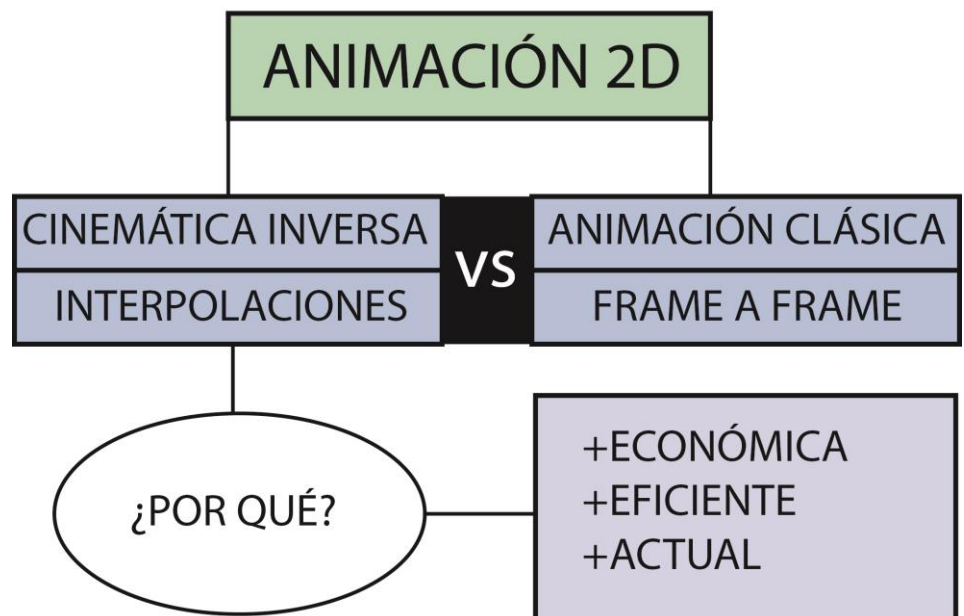 ANIMACIÓN 2D
CINEMÁTICA INVERSA
INTERPOLACIONES
VS
ANIMACIÓN CLÁSICA
FRAME A FRAME
¿POR QUÉ?
+ECONÓMICA
+EFICIENTE
+ACTUAL